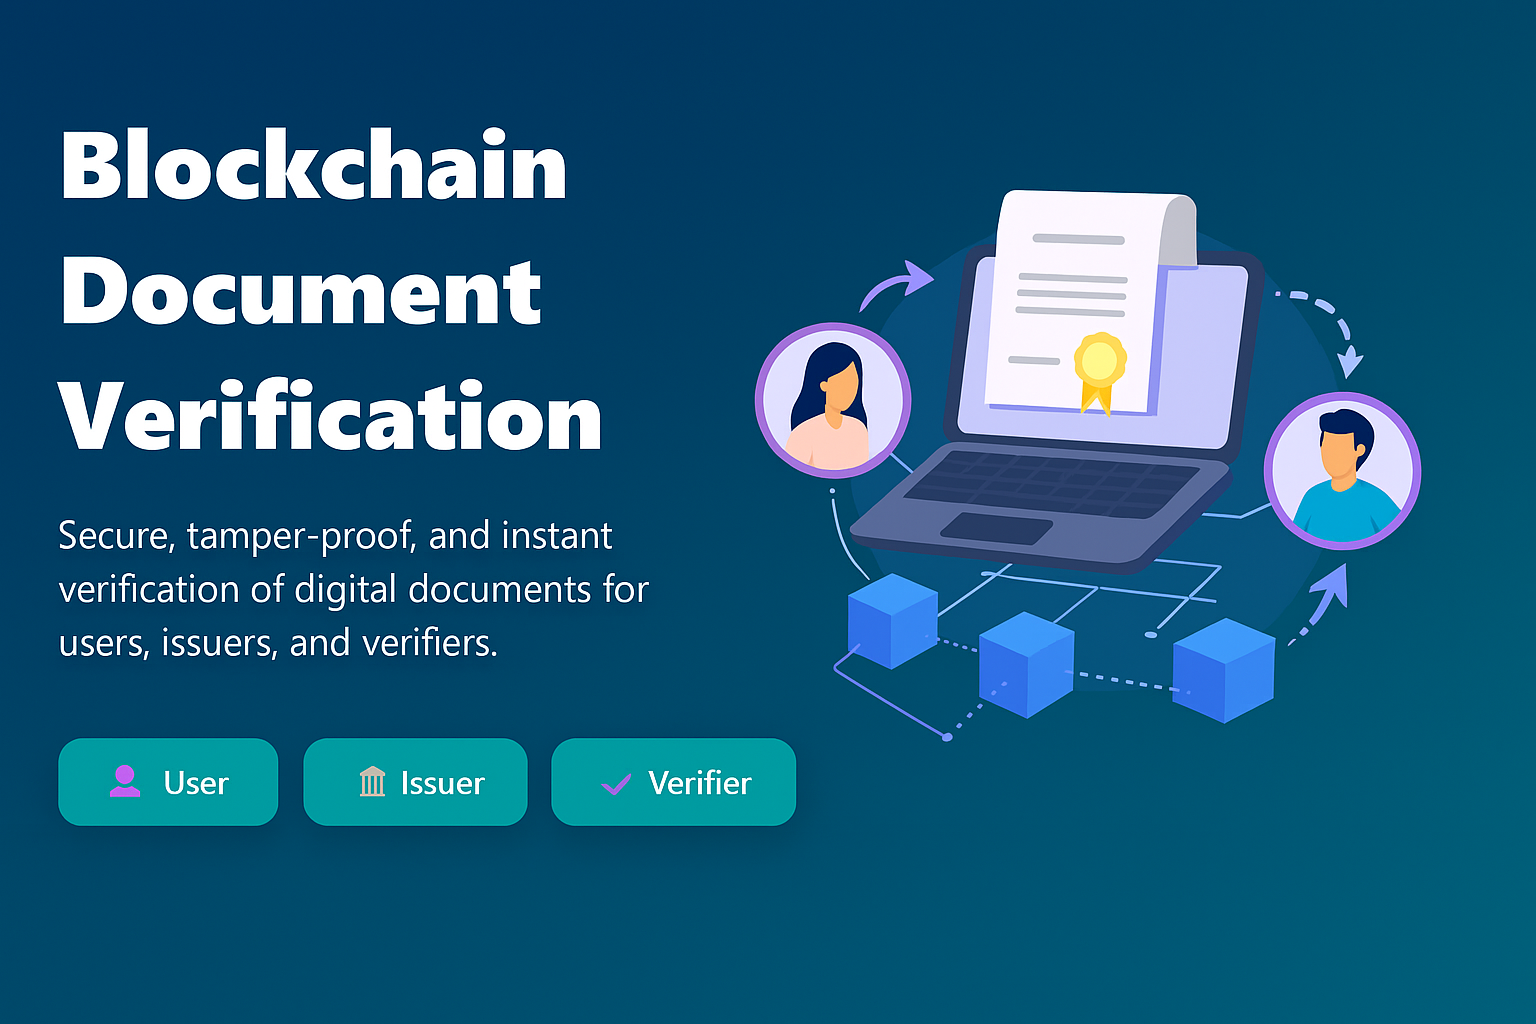 Blockchain
Document
Verification
Secure, tamper-proof, and instant
verification of digital documents for
users, issuers, and verifiers.
User
Issuer
Verifier